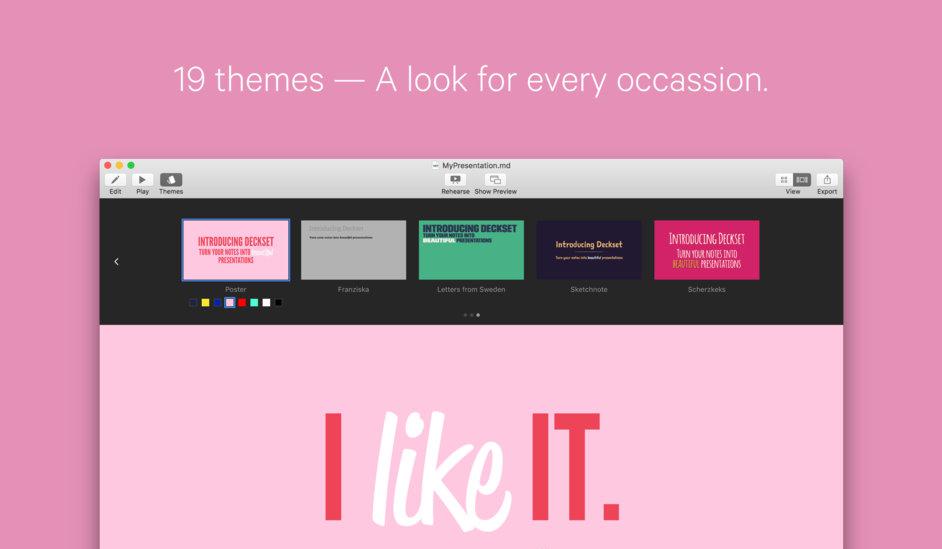 19 themes — A look for every occassion.
MyPresentation.md
Edit Play Themes Rehearse Show Preview View Export
INTRODUCING DECKSET
TURN YOUR NOTES INTO beautiful
PRESENTATIONS
Poster
Introducing Deckset
Turn your notes into beautiful presentations
Franziska
INTRODUCING DECKSET
TURN YOUR NOTES INTO
BEAUTIFUL PRESENTATIONS
Letters from Sweden
Introducing Deckset
Turn your notes into beautiful presentations
Sketchnote
INTRODUCING DECKSET
TURN YOUR NOTES INTO
BEAUTIFUL PRESENTATIONS
Scherzkeks
I like IT.